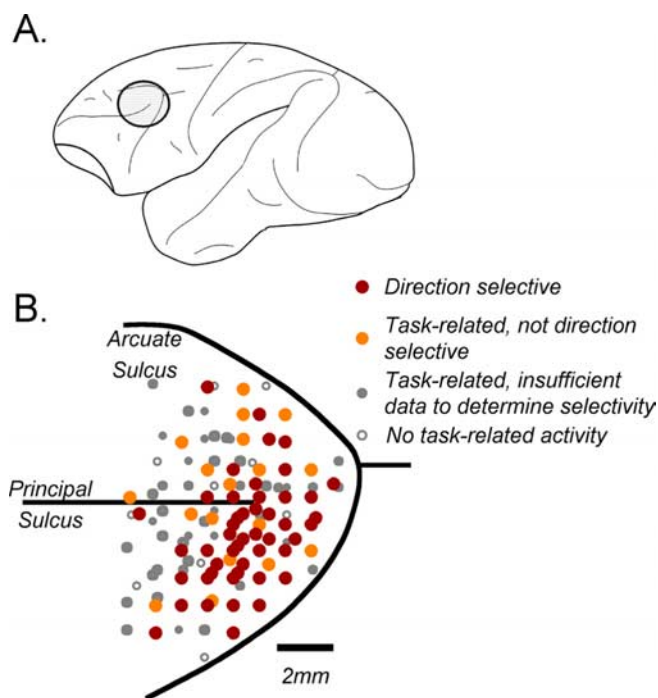 A.
Direction selective
Task-related, not direction
selective
Task-related, insufficient
data to determine selectivity
No task-related activity
B.
Arcuate
Sulcus
Principal
Sulcus
2mm